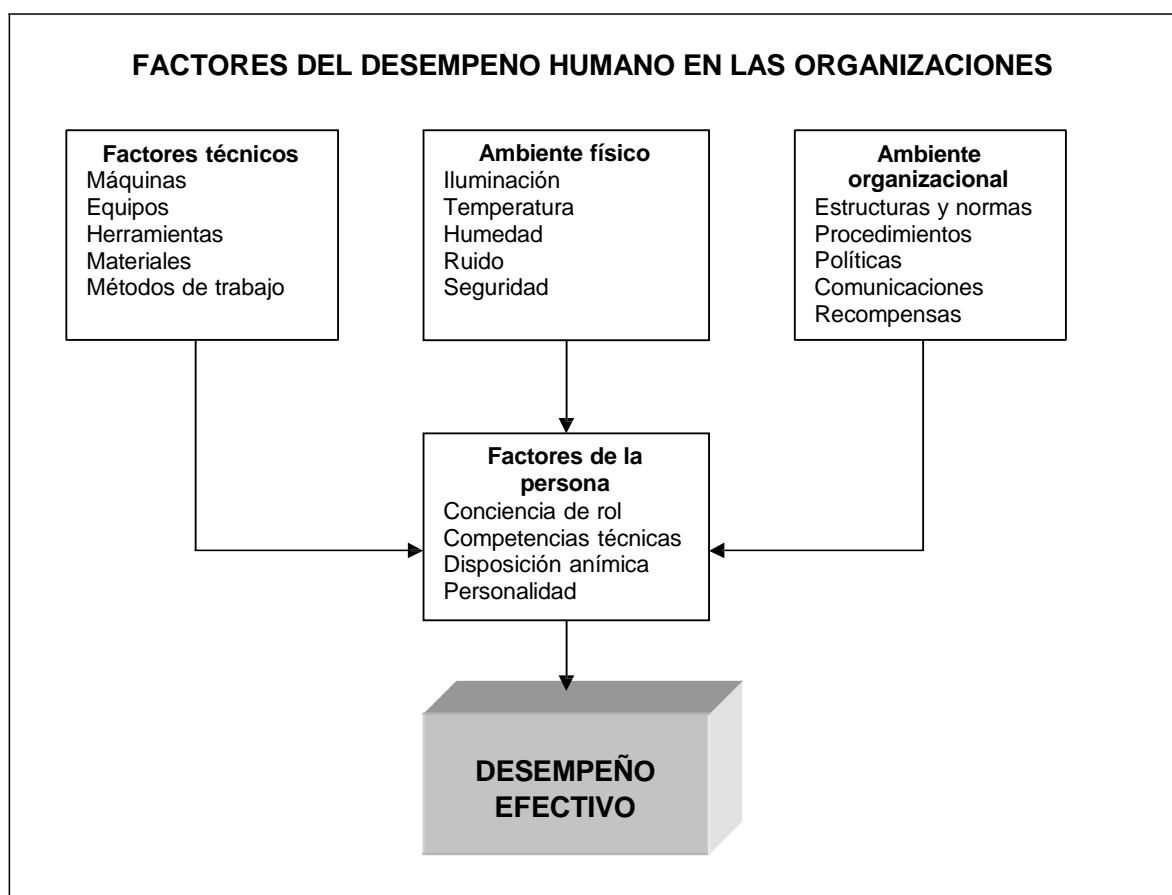 FACTORES DEL DESEMPEÑO HUMANO EN LAS ORGANIZACIONES
Factores técnicos
Máquinas
Equipos
Herramientas
Materiales
Métodos de trabajo
Ambiente físico
Iluminación
Temperatura
Humedad
Ruido
Seguridad
Ambiente
organizacional
Estructuras y normas
Procedimientos
Políticas
Comunicaciones
Recompensas
Factores de la
persona
Conciencia de rol
Competencias técnicas
Disposición anímica
Personalidad
DESEMPEÑO
EFECTIVO